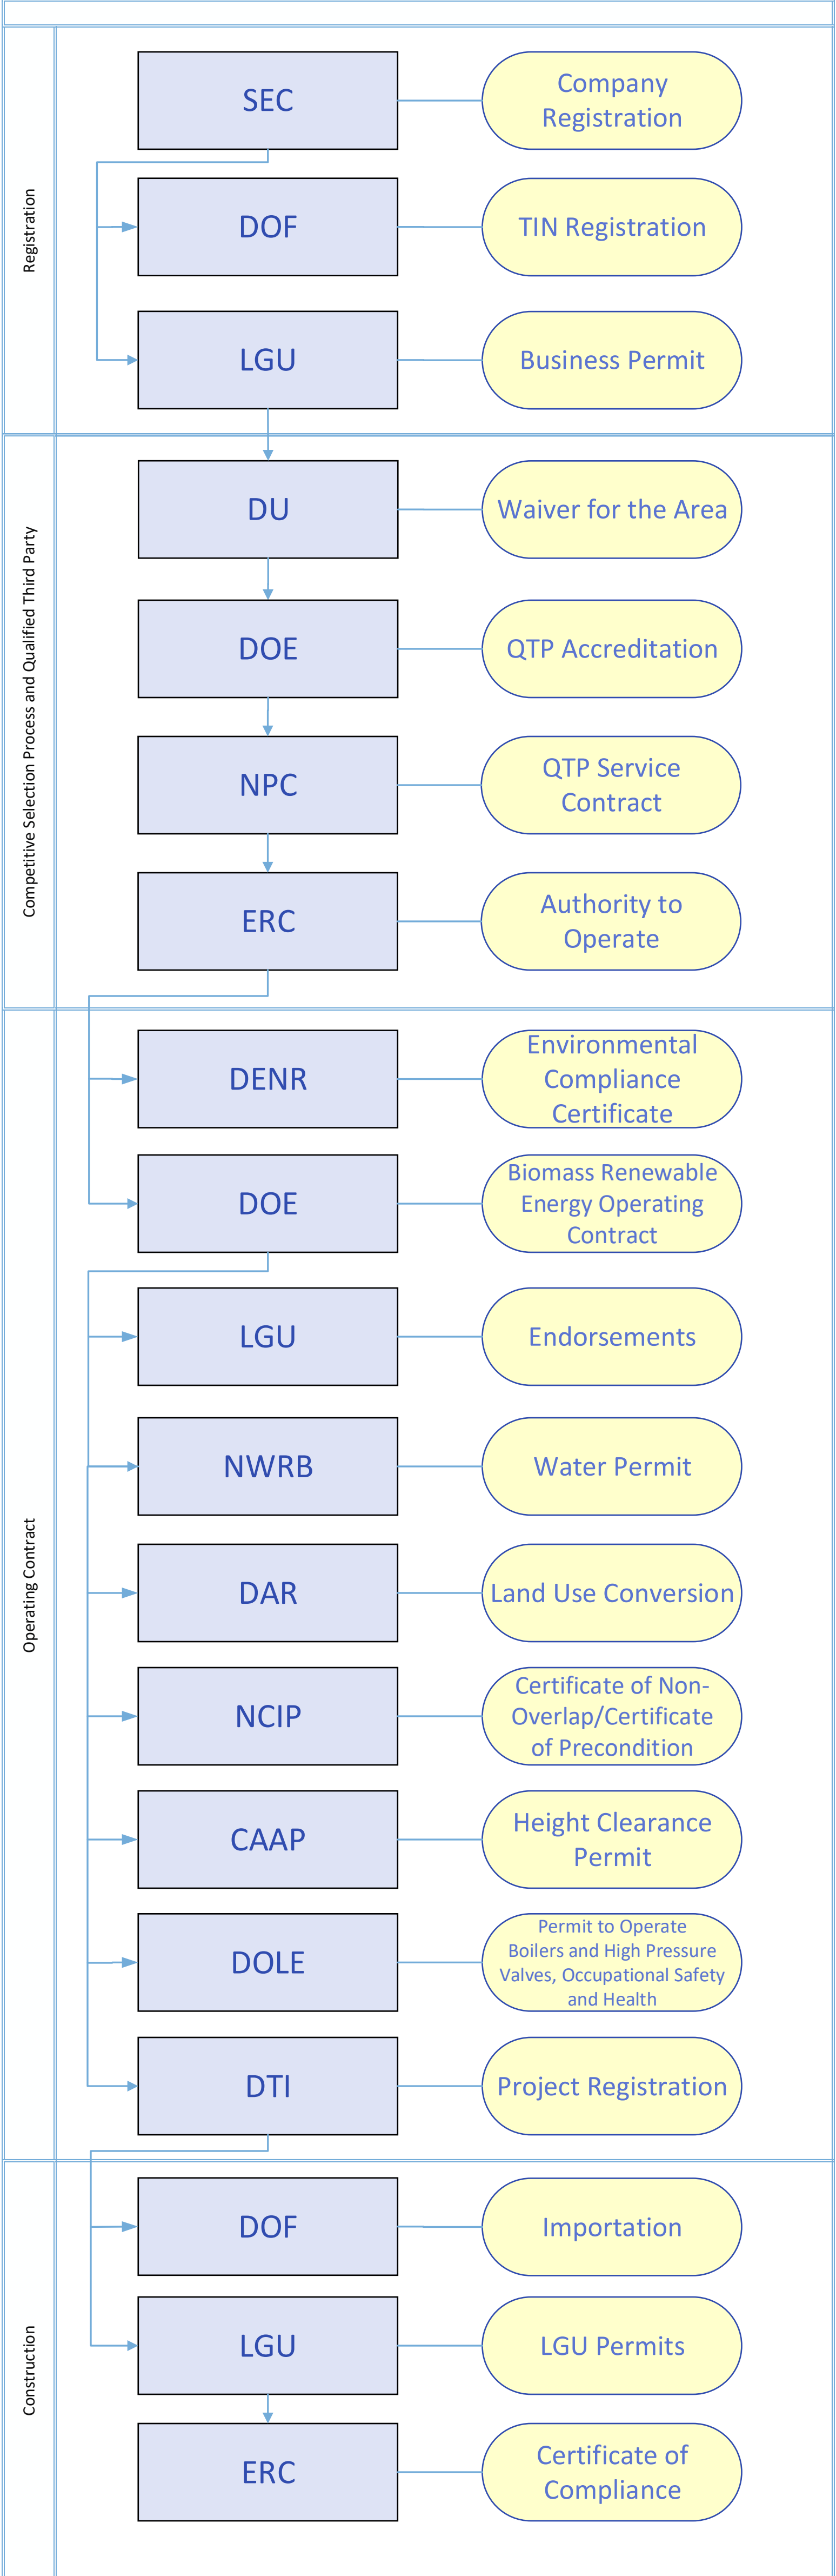 Registration
SEC
Company
Registration
DOF
TIN Registration
LGU
Business Permit
Competitive Selection Process and Qualified Third Party
DU
Waiver for the Area
DOE
QTP Accreditation
NPC
QTP Service
Contract
ERC
Authority to
Operate
Operating Contract
DENR
Environmental
Compliance
Certificate
DOE
Biomass Renewable
Energy Operating
Contract
LGU
Endorsements
NWRB
Water Permit
DAR
Land Use Conversion
NCIP
Certificate of Non-
Overlap/Certificate
of Precondition
CAAP
Height Clearance
Permit
DOLE
Permit to Operate
Boilers and High Pressure
Valves, Occupational Safety
and Health
DTI
Project Registration
Construction
DOF
Importation
LGU
LGU Permits
ERC
Certificate of
Compliance